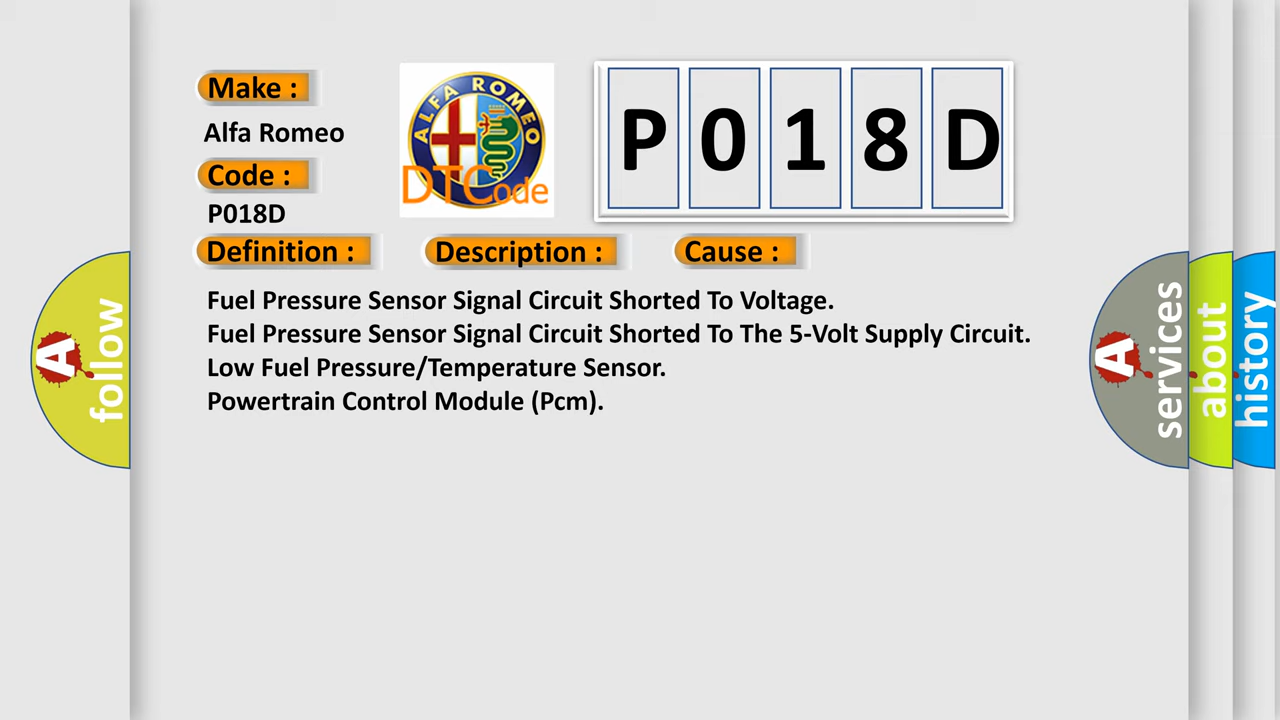 Make :
Alfa Romeo
Code :
P018D
ALFA ROMEO
DTCode
P018D
Definition :
Description :
Cause :
Fuel Pressure Sensor Signal Circuit Shorted To Voltage.
Fuel Pressure Sensor Signal Circuit Shorted To The 5-Volt Supply Circuit.
Low Fuel Pressure/Temperature Sensor.
Powertrain Control Module (Pcm).
A follow
A services
about
history